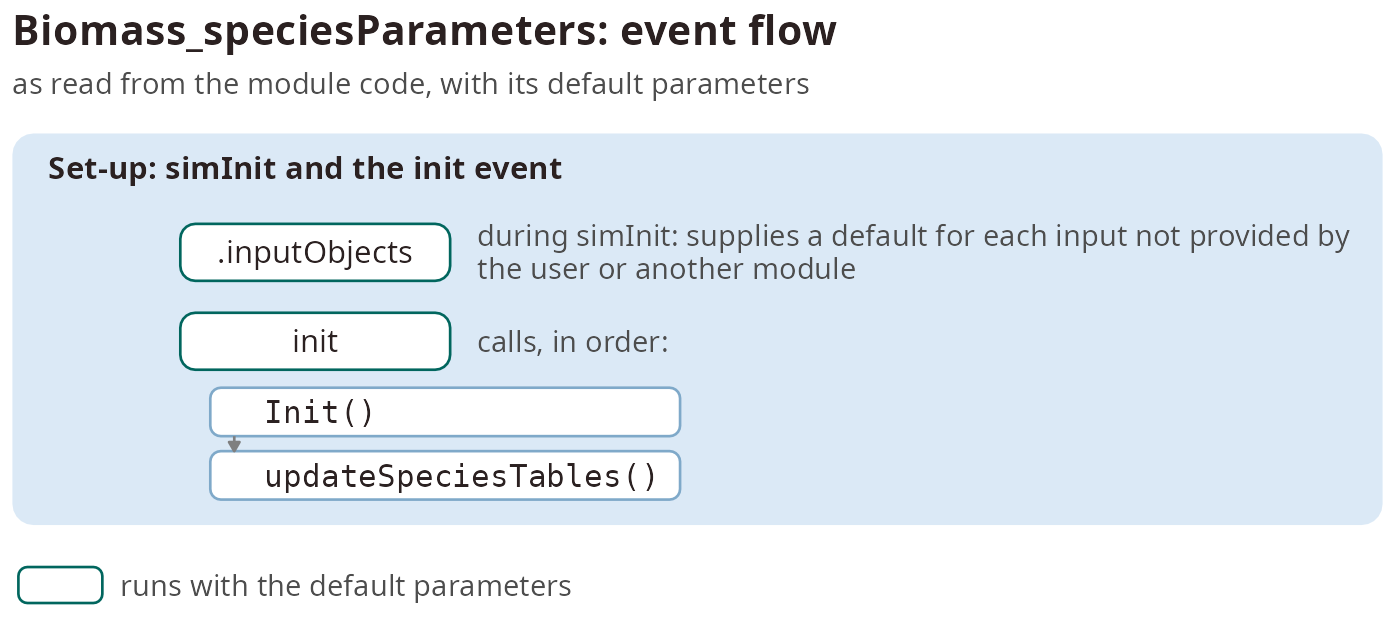 Biomass_speciesParameters: event flow
as read from the module code, with its default parameters
Set-up: simInit and the init event
.inputObjects
during simInit: supplies a default for each input not provided by
the user or another module
init
calls, in order:
Init()
updateSpeciesTables()
runs with the default parameters